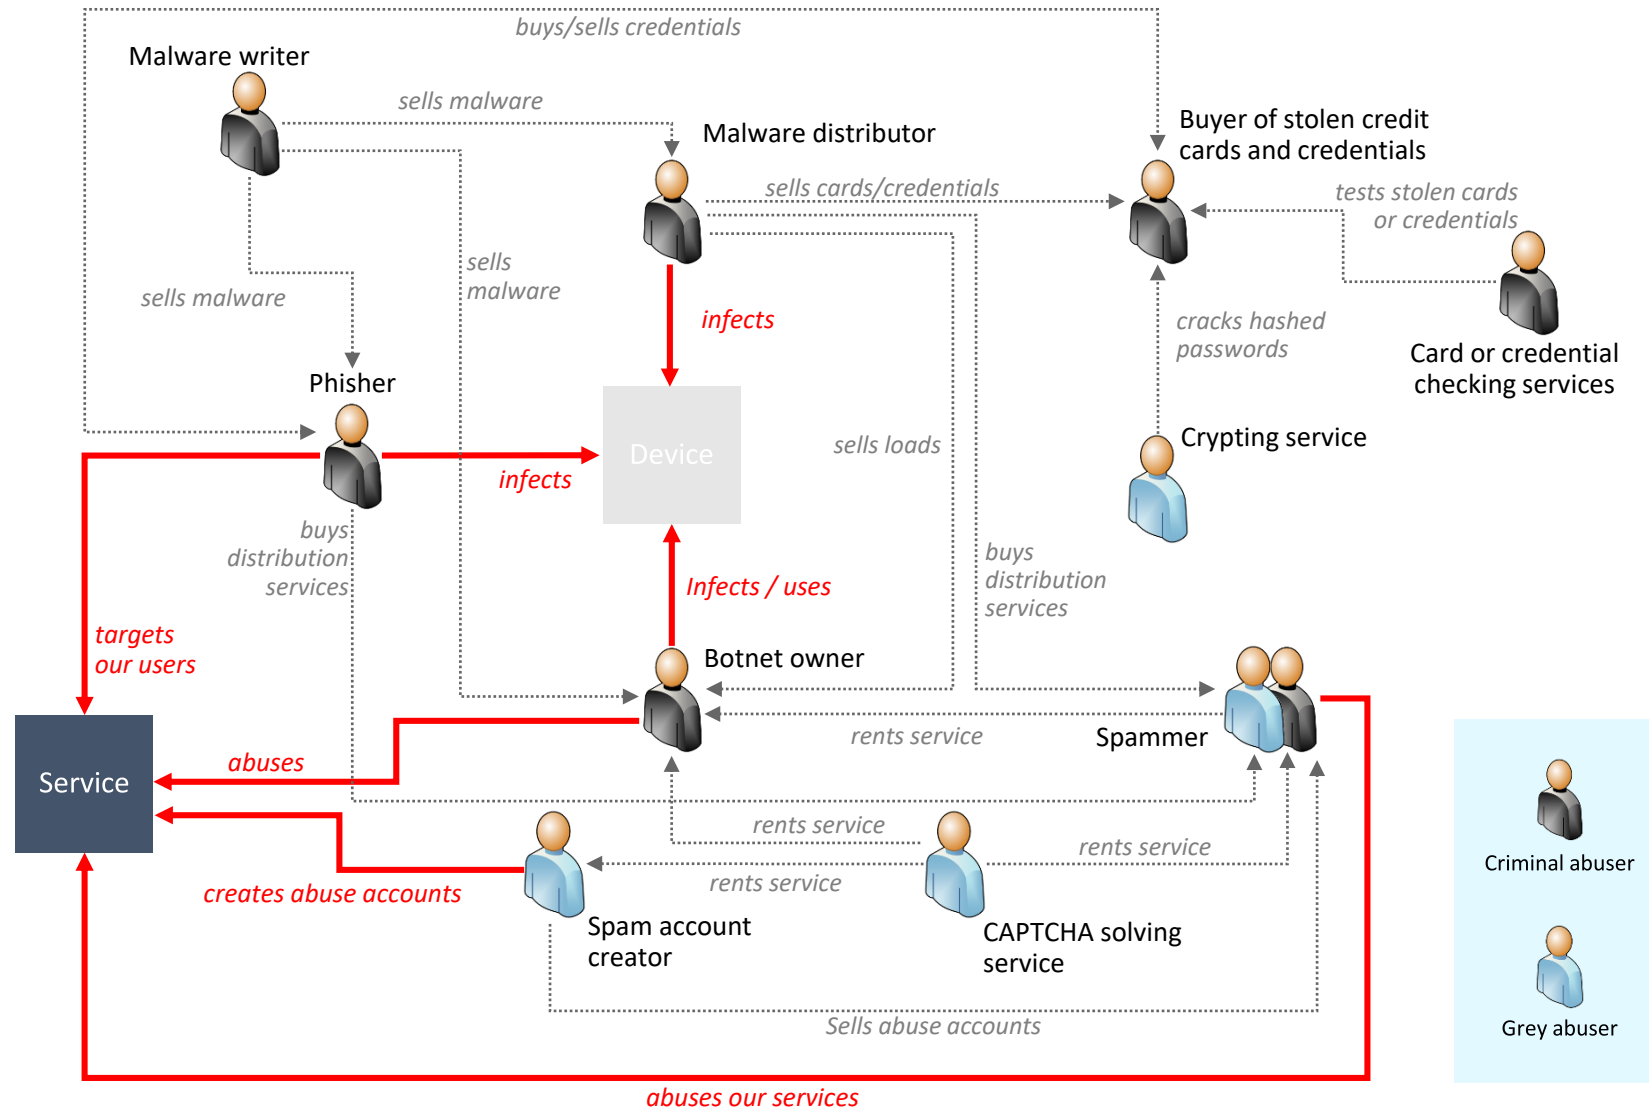 buys/sells credentials
Malware writer
sells malware
Malware distributor
Buyer of stolen credit
cards and credentials
sells cards/credentials
tests stolen cards
or credentials
sells malware
sells
malware
infects
cracks hashed
passwords
Card or credential
checking services
Phisher
Device
infects
sells loads
Crypting service
buys
distribution
services
Infects / uses
buys
distribution
services
targets
our users
Botnet owner
rents service
Spammer
Service
abuses
rents service
rents service
rents service
creates abuse accounts
Spam account
creator
CAPTCHA solving
service
Sells abuse accounts
abuses our services
Criminal abuser
Grey abuser